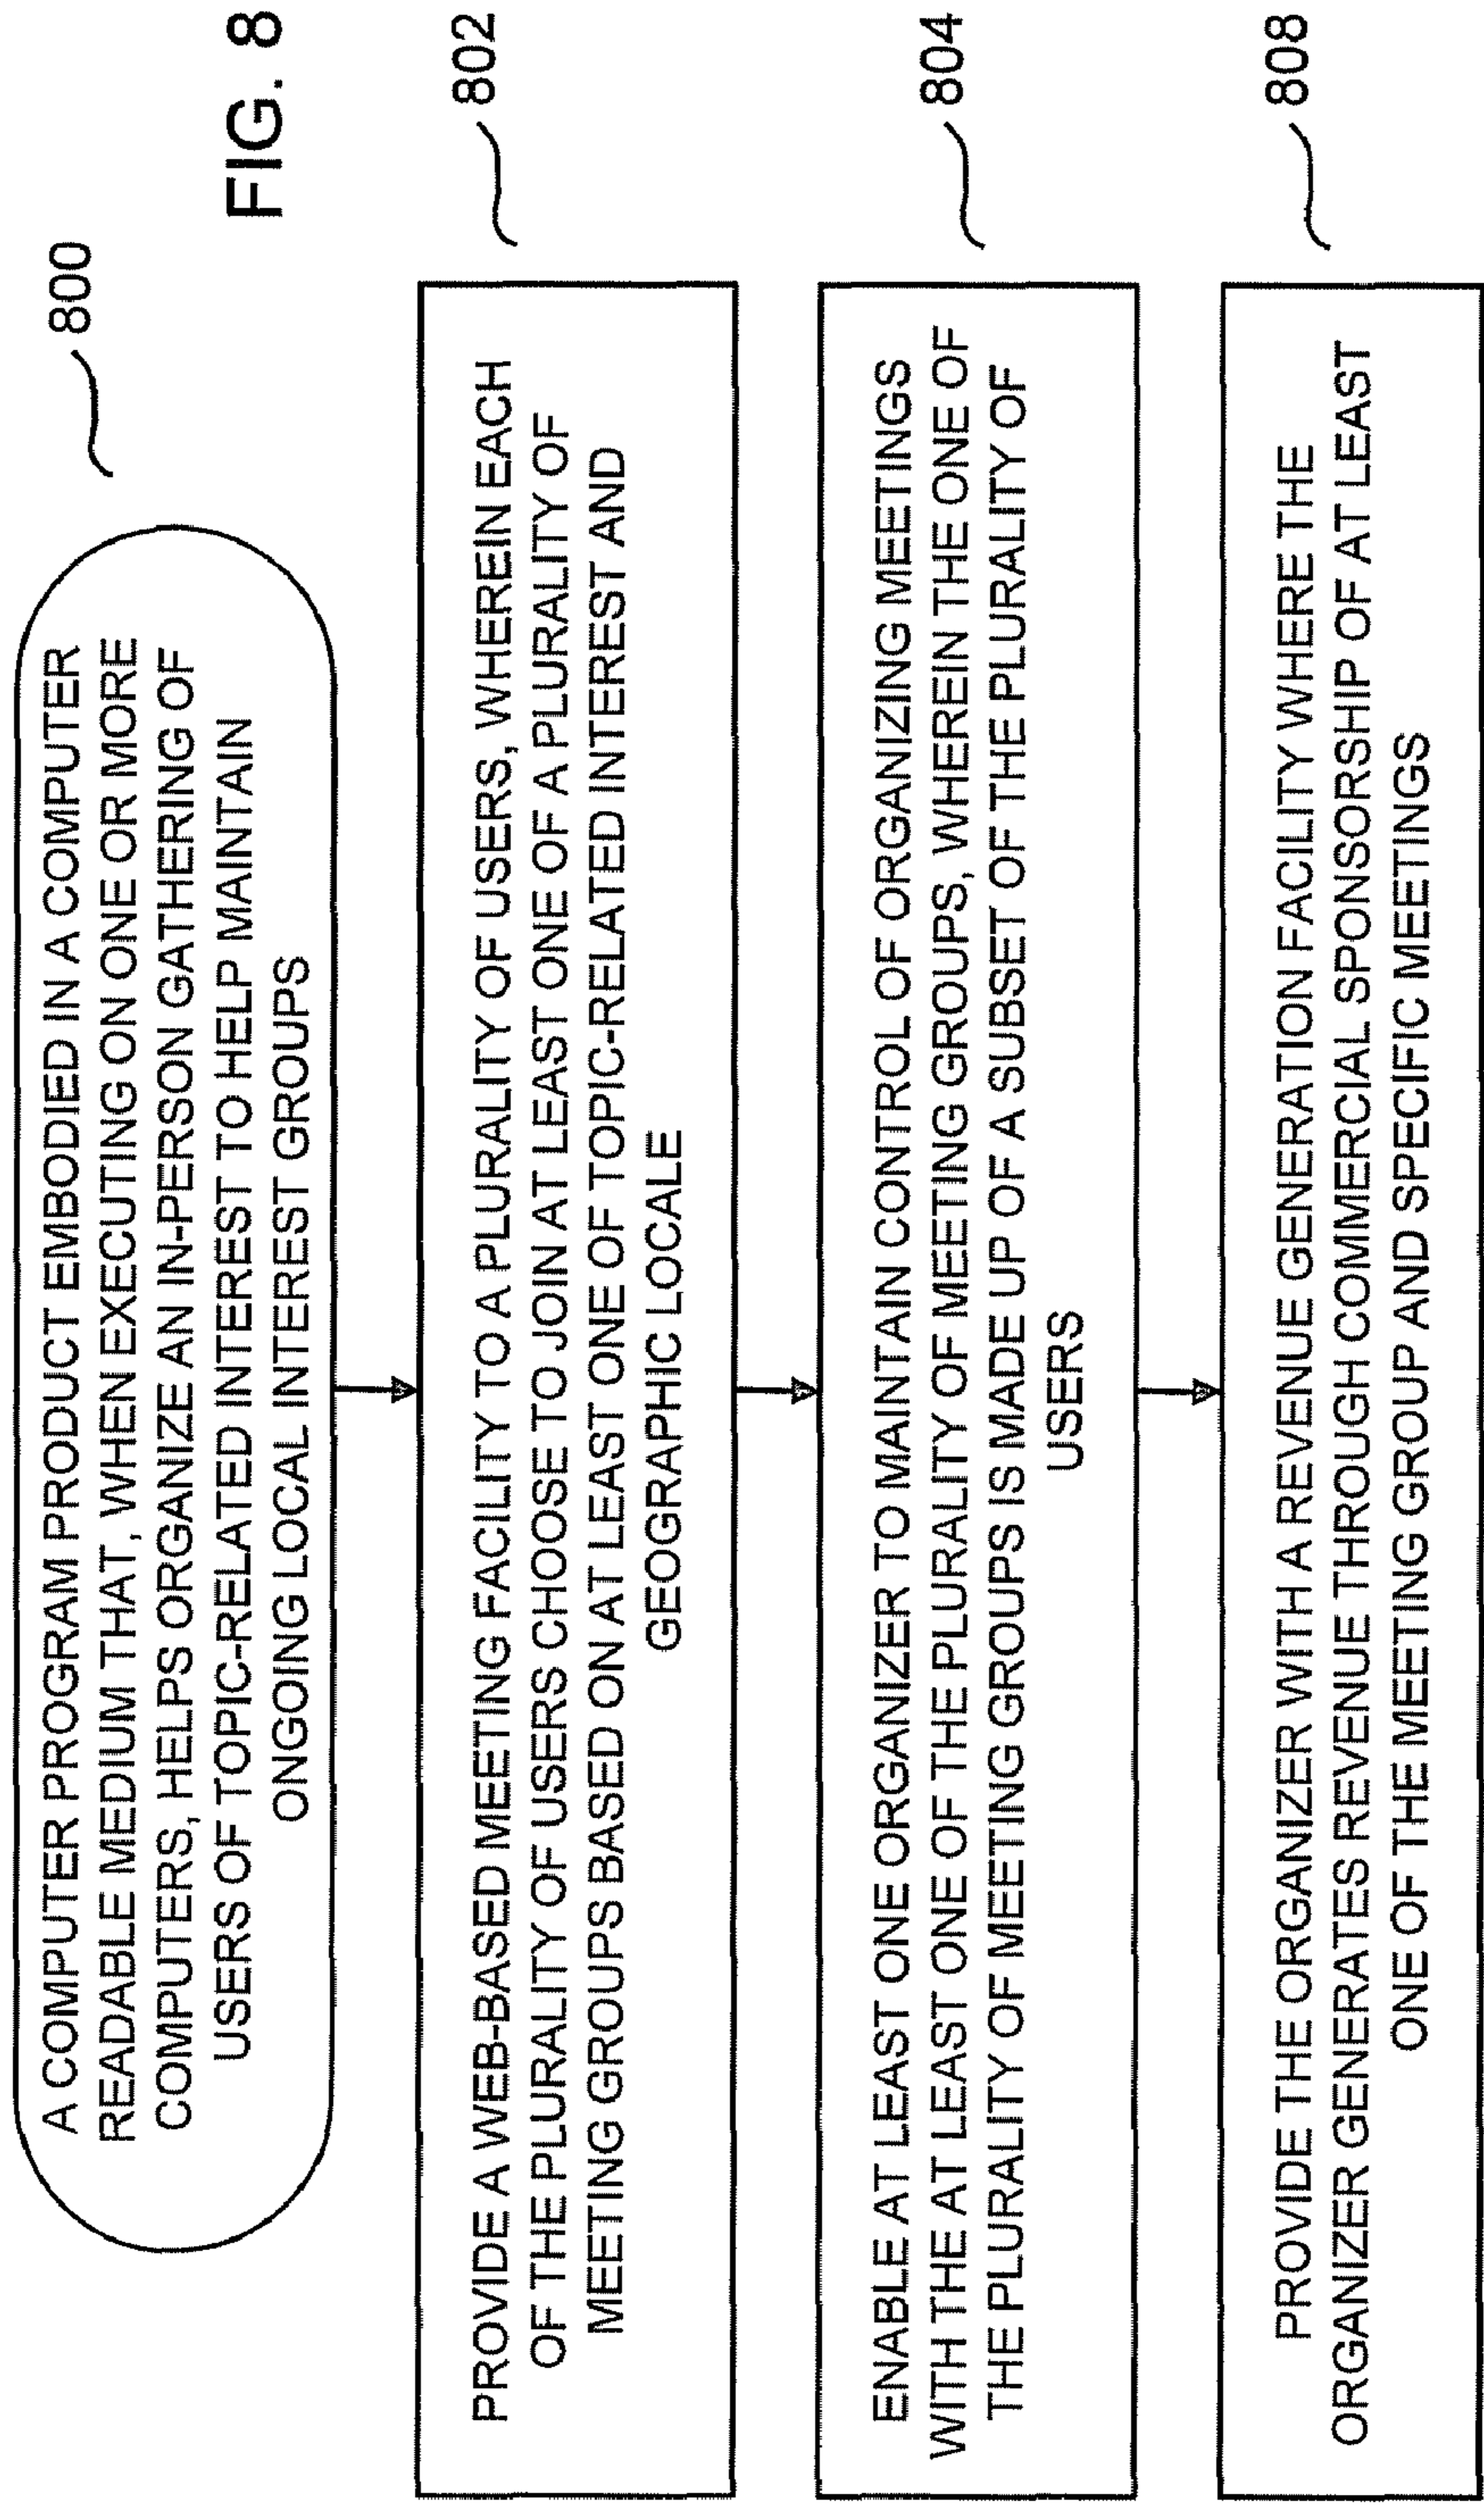 800
A COMPUTER PROGRAM PRODUCT EMBODIED IN A COMPUTER
READABLE MEDIUM THAT, WHEN EXECUTING ON ONE OR MORE
COMPUTERS, HELPS ORGANIZE AN IN-PERSON GATHERING OF
USERS OF TOPIC-RELATED INTEREST TO HELP MAINTAIN
ONGOING LOCAL INTEREST GROUPS
FIG. 8
802
PROVIDE A WEB-BASED MEETING FACILITY TO A PLURALITY OF USERS, WHEREIN EACH
OF THE PLURALITY OF USERS CHOOSE TO JOIN AT LEAST ONE OF A PLURALITY OF
MEETING GROUPS BASED ON AT LEAST ONE OF TOPIC-RELATED INTEREST AND
GEOGRAPHIC LOCALE
804
ENABLE AT LEAST ONE ORGANIZER TO MAINTAIN CONTROL OF ORGANIZING MEETINGS
WITH THE AT LEAST ONE OF THE PLURALITY OF MEETING GROUPS, WHEREIN THE ONE OF
THE PLURALITY OF MEETING GROUPS IS MADE UP OF A SUBSET OF THE PLURALITY OF
USERS
808
PROVIDE THE ORGANIZER WITH A REVENUE GENERATION FACILITY WHERE THE
ORGANIZER GENERATES REVENUE THROUGH COMMERCIAL SPONSORSHIP OF AT LEAST
ONE OF THE MEETING GROUP AND SPECIFIC MEETINGS